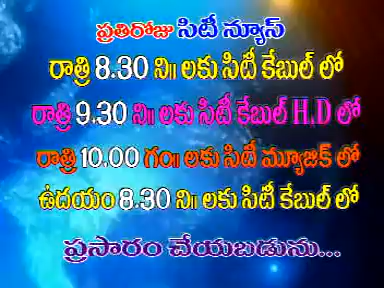 ప్రతిరోజు సిటీ న్యూస్
రాత్రి 8.30 ని॥ లకు సిటీ కేబుల్ లో
రాత్రి 9.30 ని॥ లకు సిటీ కేబుల్ H.D లో
రాత్రి 10.00 గం॥ లకు సిటీ మ్యూజిక్ లో
ఉదయం 8.30 ని॥ లకు సిటీ కేబుల్ లో
ప్రసారం చేయబడును...